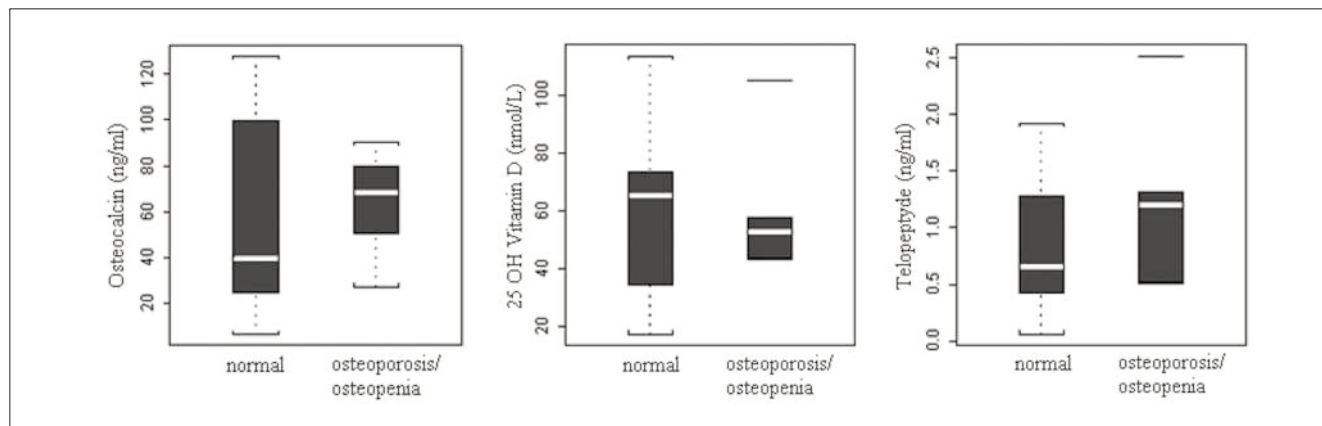 Osteocalcin (ng/ml)
120
100
80
60
40
20
normal
osteoporosis/
osteopenia
25 OH Vitamin D (nmol/L)
100
80
60
40
20
normal
osteoporosis/
osteopenia
Telopeptyde (ng/ml)
2.5
2.0
1.5
1.0
0.5
0.0
normal
osteoporosis/
osteopenia